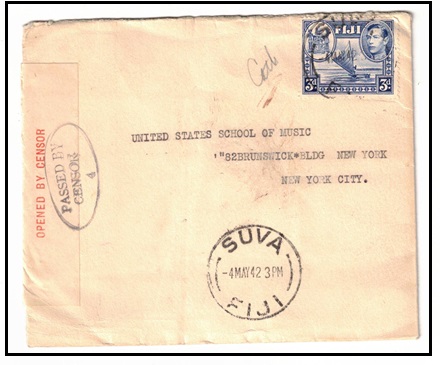 FIJI
3D
3D
UNITED STATES SCHOOL OF MUSIC
'"82BRUNSWICK*BLDG NEW YORK
NEW YORK CITY.
OPENED BY CENSOR
PASSED BY
CENSOR
4
SUVA
-4MAY42 3PM
FIJI